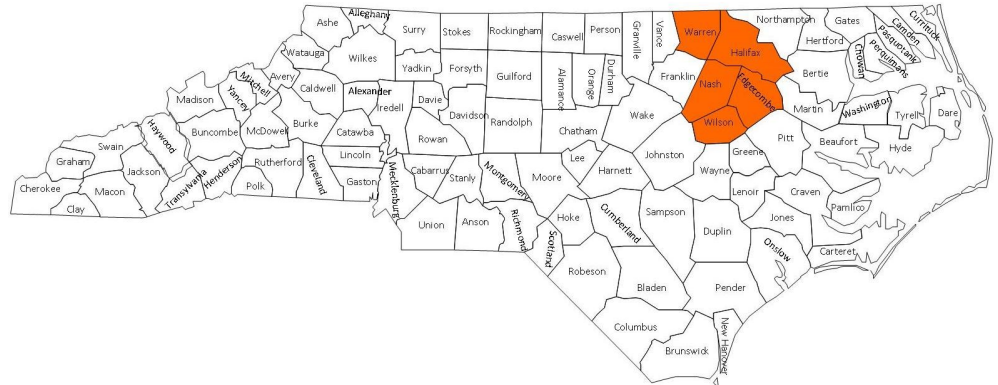 Ashe
Alleghany
Surry
Stokes
Rockingham
Caswell
Person
Granville
Vance
Warren
Halifax
Northampton
Gates
Hertford
Camden
Currituck
Pasquotank
Perquimans
Chowan
Watauga
Wilkes
Yadkin
Forsyth
Guilford
Alamance
Orange
Durham
Franklin
Nash
Edgecombe
Bertie
Avery
Mitchell
Yancey
Caldwell
Alexander
Iredell
Davie
Davidson
Randolph
Chatham
Wake
Wilson
Martin
Washington
Tyrell
Dare
Madison
Buncombe
McDowell
Burke
Catawba
Rowan
Haywood
Swain
Graham
Cherokee
Clay
Macon
Jackson
Transylvania
Henderson
Rutherford
Polk
Cleveland
Lincoln
Gaston
Mecklenburg
Cabarrus
Stanly
Montgomery
Moore
Lee
Harnett
Johnston
Wayne
Greene
Pitt
Beaufort
Hyde
Union
Anson
Richmond
Scotland
Hoke
Cumberland
Sampson
Duplin
Lenoir
Craven
Pamlico
Jones
Onslow
Carteret
Robeson
Bladen
Pender
Columbus
Brunswick
New Hanover